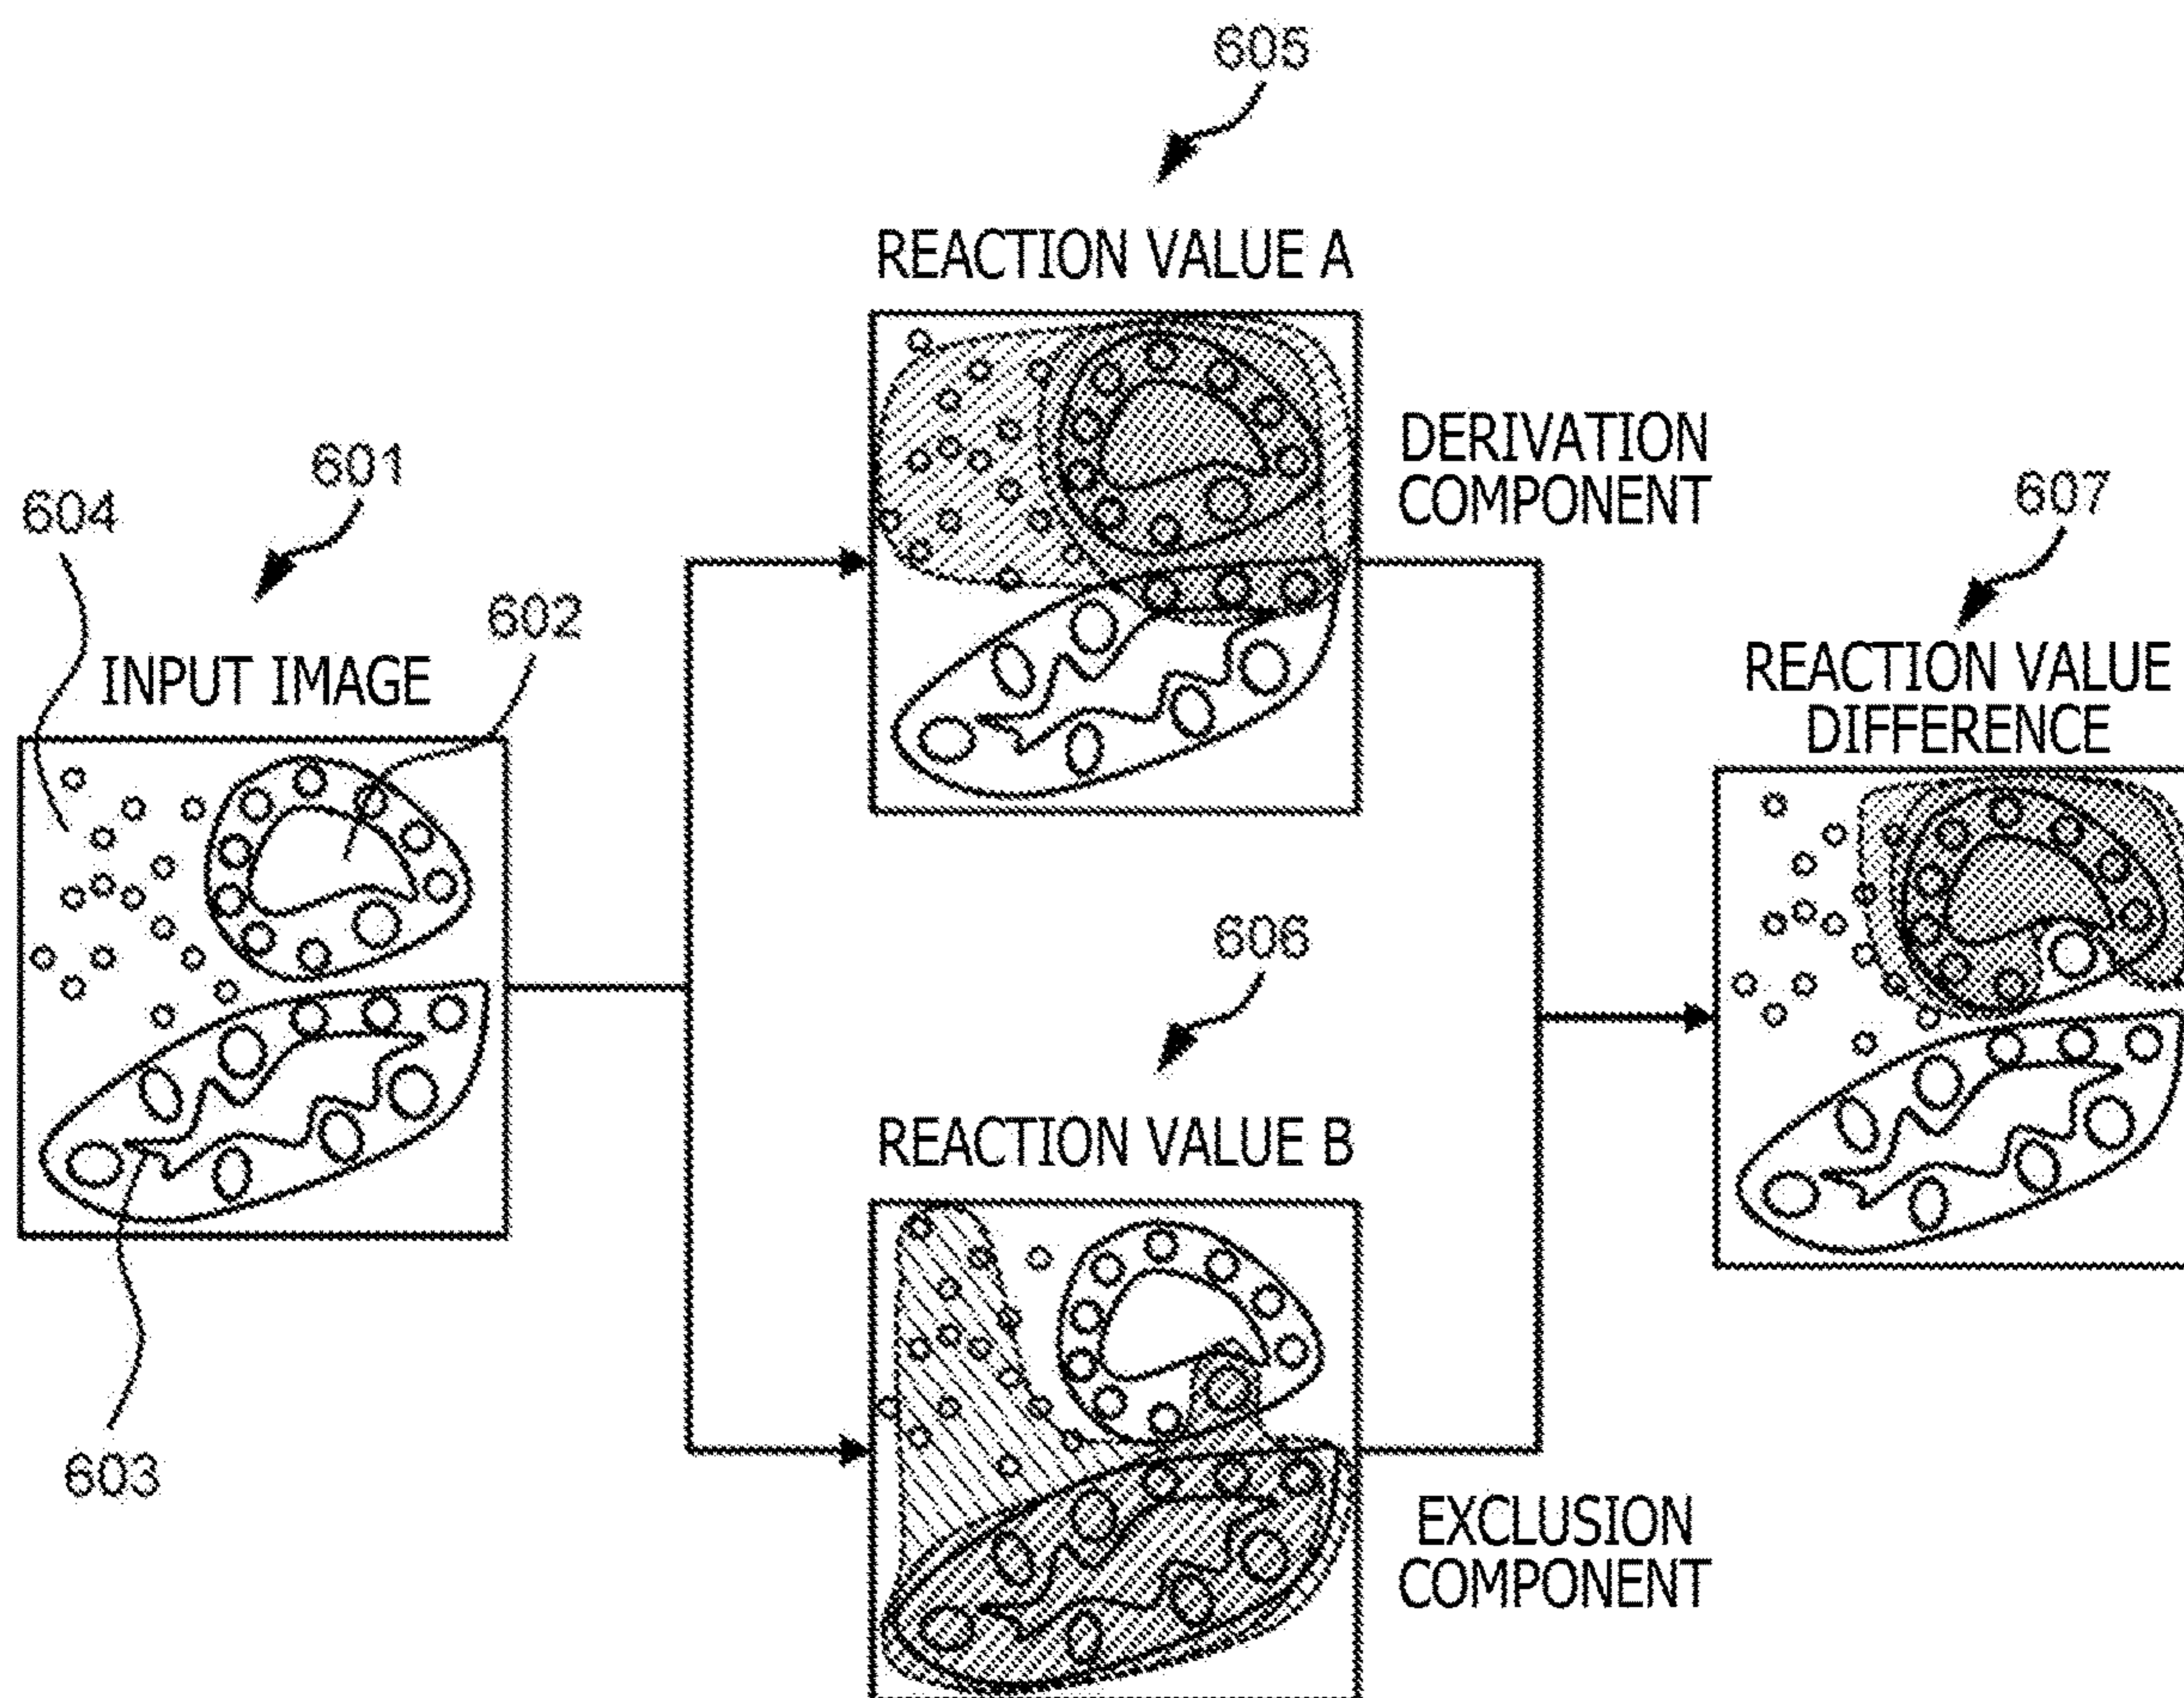 605
REACTION VALUE A
DERIVATION
COMPONENT
601
604
602
607
INPUT IMAGE
REACTION VALUE
DIFFERENCE
606
REACTION VALUE B
603
EXCLUSION
COMPONENT